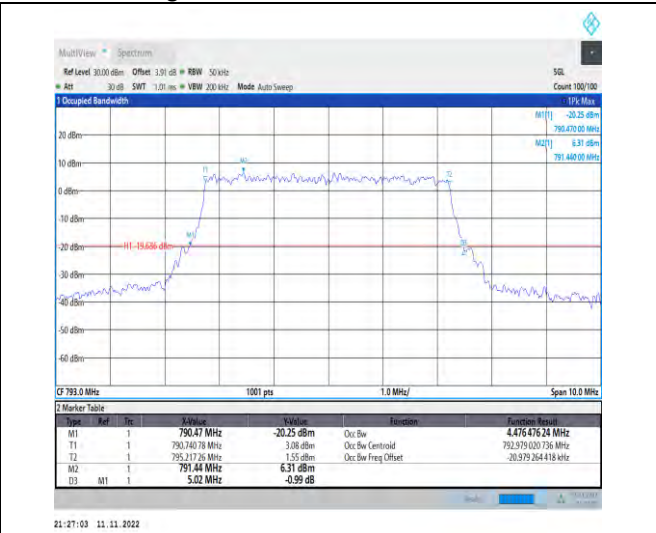 MultiView Spectrum
Ref Level 30.00 dBm Offset 3.91 dB RBW 50 kHz SGL
Att 30 dB SWT 1.01 ms VBW 200 kHz Mode Auto Sweep Count 100/100
1 Occupied Bandwidth 1Pk Max
M1[1] -20.25 dBm
790.470 00 MHz
M2[1] 6.31 dBm
791.440 00 MHz
20 dBm
10 dBm
M2
T1
T2
0 dBm
-10 dBm
M1
-20 dBm
H1 -19.686 dBm
-30 dBm
-40 dBm
-50 dBm
-60 dBm
CF 793.0 MHz 1001 pts 1.0 MHz/ Span 10.0 MHz
2 Marker Table
Type Ref Trc X-Value Y-Value Function Function Result
M1 1 790.47 MHz -20.25 dBm Occ Bw 4.476 476 24 MHz
T1 1 790.740 78 MHz 3.08 dBm Occ Bw Centroid 792.979 020 736 MHz
T2 1 795.217 26 MHz 1.55 dBm Occ Bw Freq Offset -20.979 264 418 kHz
M2 1 791.44 MHz 6.31 dBm
D3 M1 1 5.02 MHz -0.99 dB
21:27:03 11.11.2022